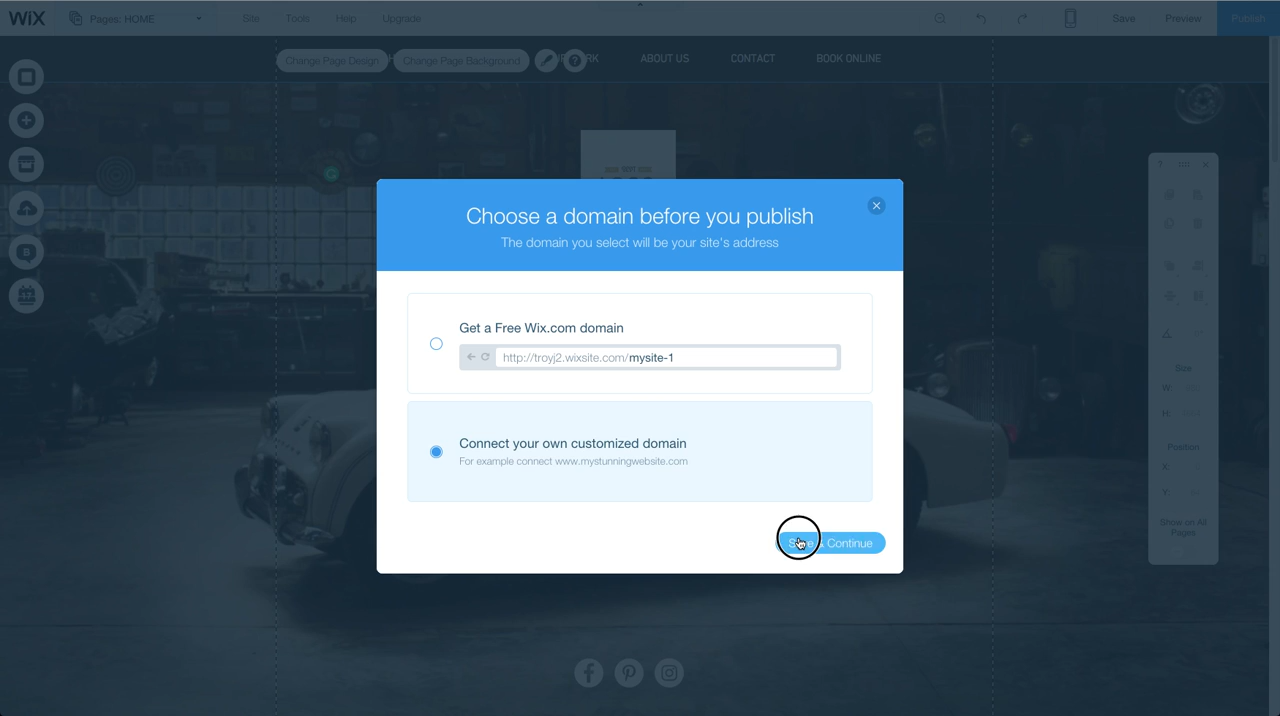 WiX
Pages: HOME
Site
Tools
Help
Upgrade
Save
Preview
Publish
Change Page Design
Change Page Background
?
RK
ABOUT US
CONTACT
BOOK ONLINE
Choose a domain before you publish
The domain you select will be your site's address
Get a Free Wix.com domain
http://troyj2.wixsite.com/mysite-1
Connect your own customized domain
For example connect www.mystunningwebsite.com
& Continue
?
Size
W:
H:
Position
X:
Y:
Show on All
Pages